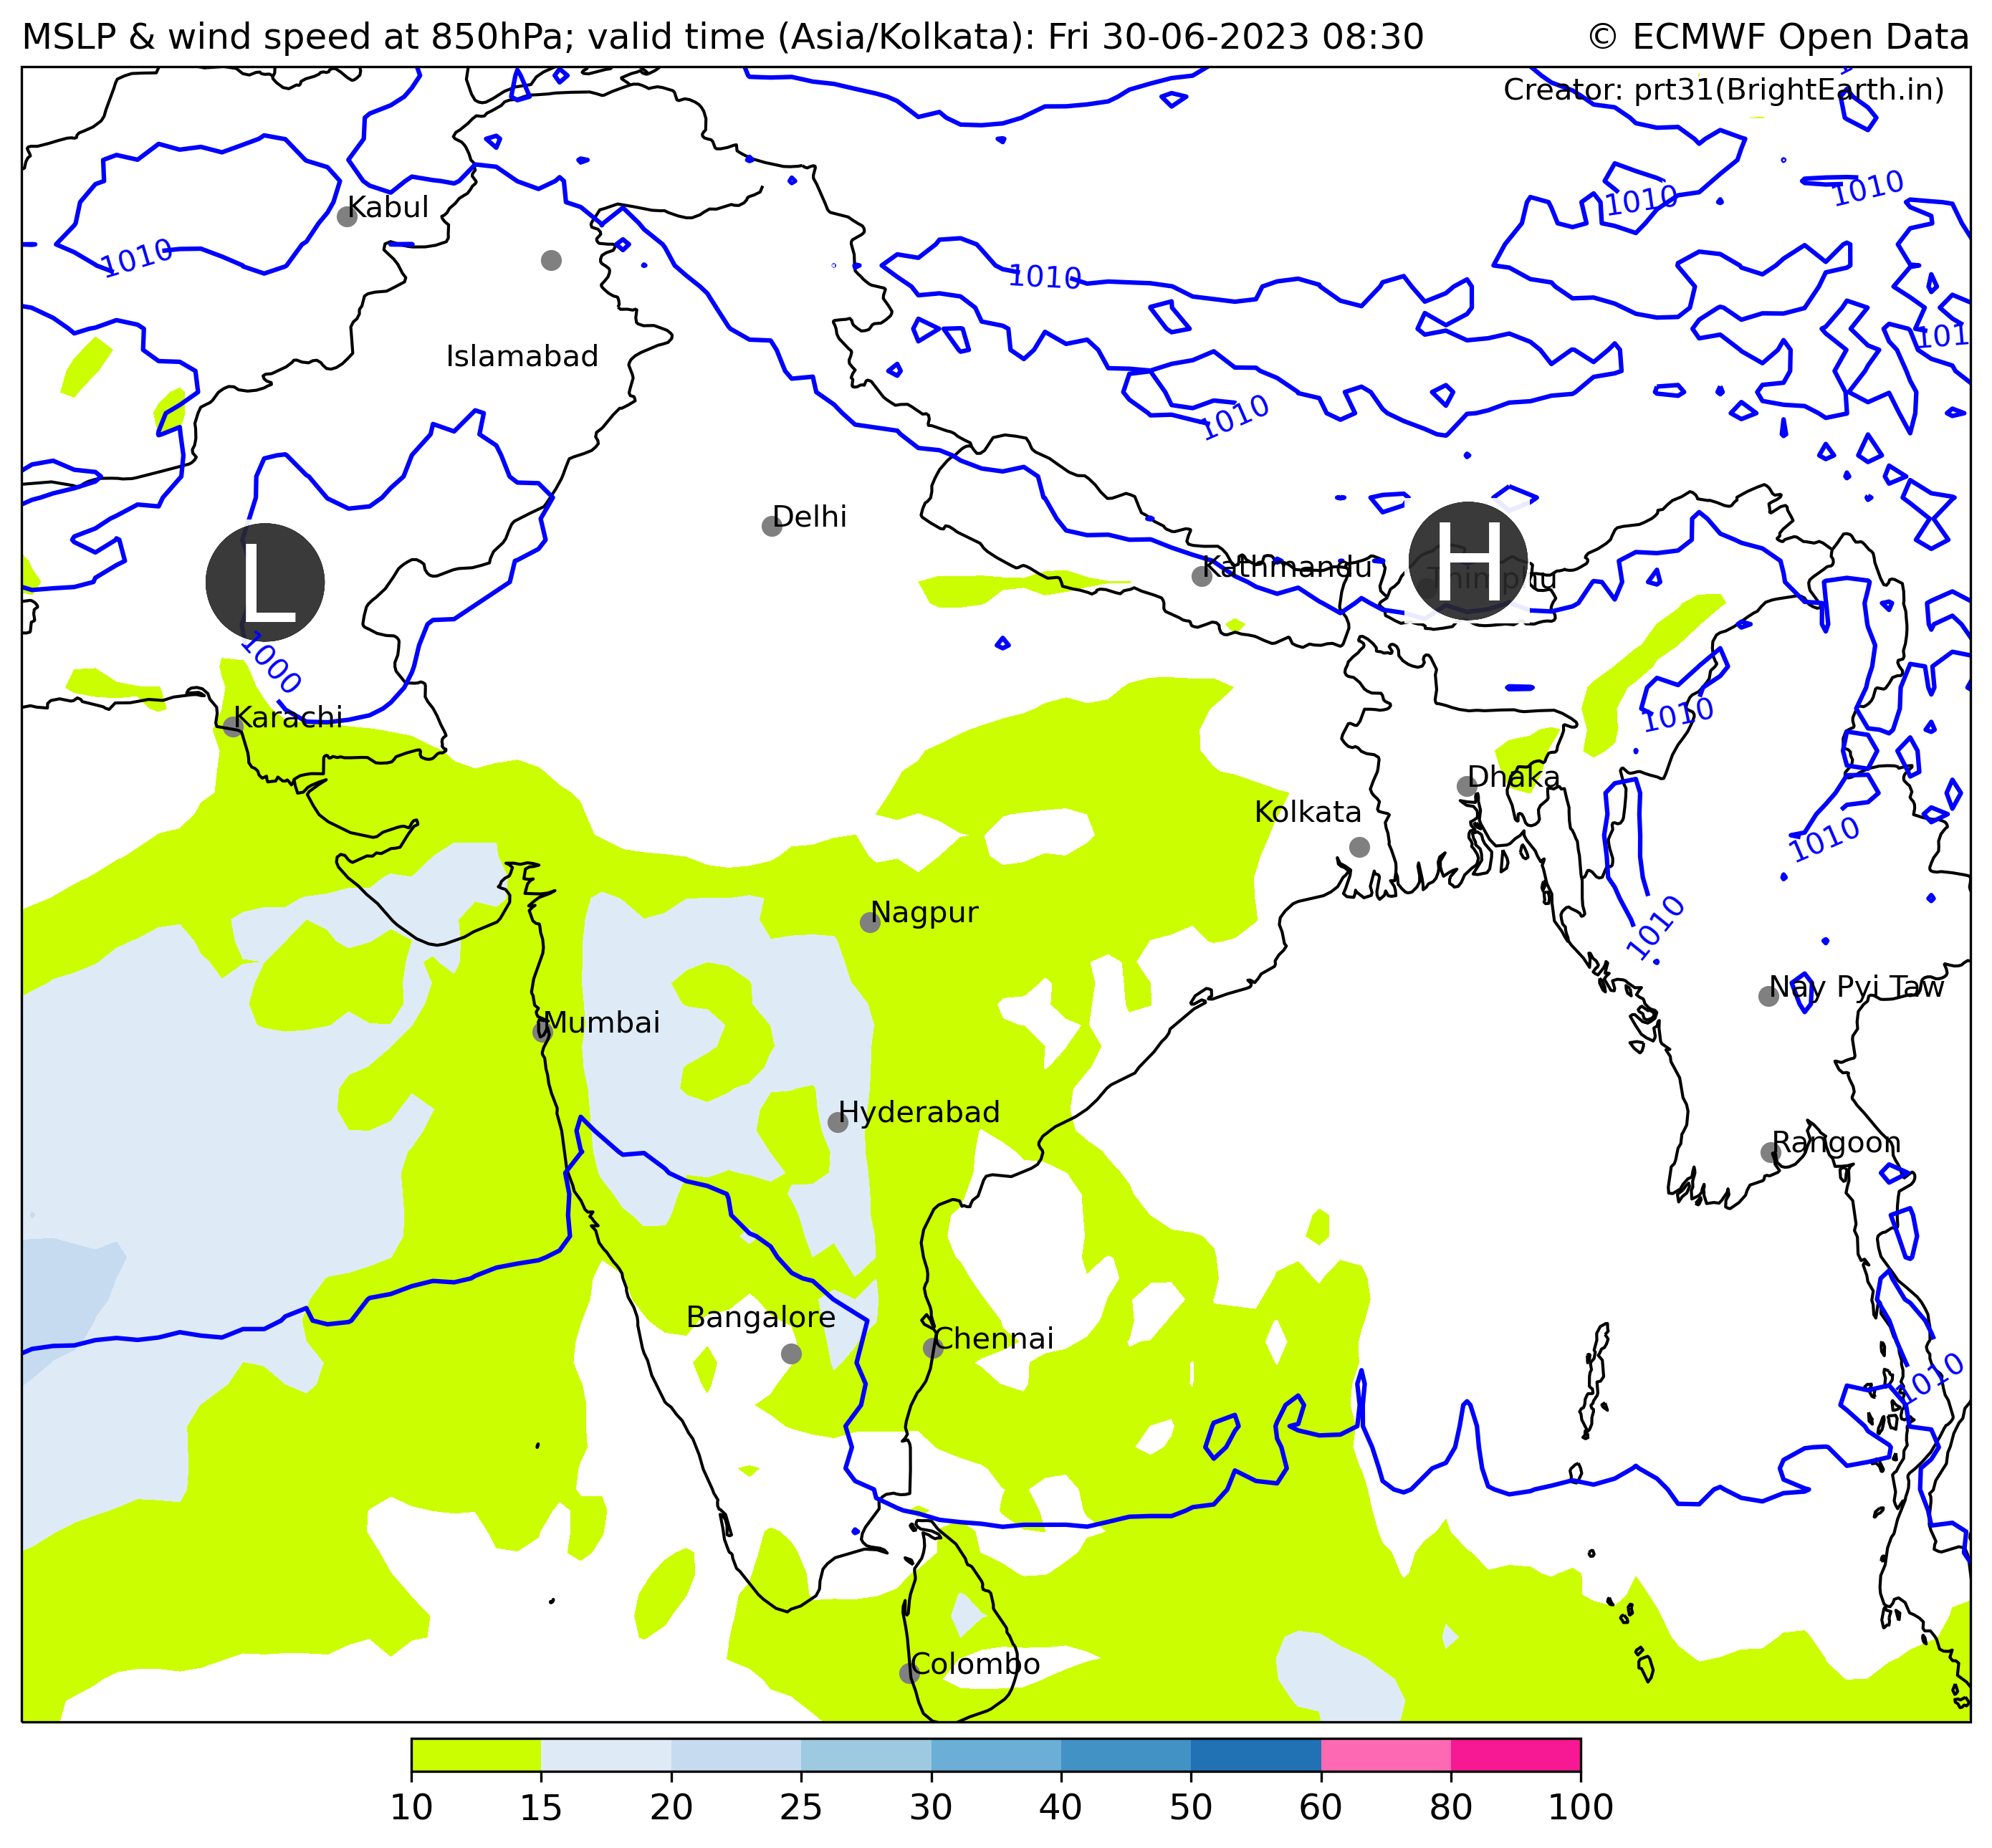 MSLP & wind speed at 850hPa; valid time (Asia/Kolkata): Fri 30-06-2023 08:30
© ECMWF Open Data
Creator: prt31(BrightEarth.in)
1010
1010
Kabul
1010
1010
Islamabad
101
1010
Delhi
H
Kathmandu
Thimphu
L
1000
Karachi
1010
Dhaka
Kolkata
1010
Nagpur
1010
Nay Pyi Taw
Mumbai
Hyderabad
Rangoon
Bangalore
Chennai
1010
Colombo
10 15 20 25 30 40 50 60 80 100